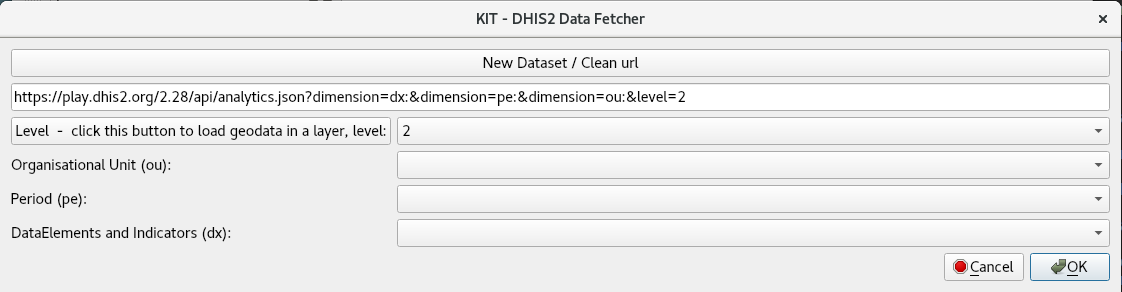 KIT - DHIS2 Data Fetcher
New Dataset / Clean url
https://play.dhis2.org/2.28/api/analytics.json?dimension=dx:&dimension=pe:&dimension=ou:&level=2
Level - click this button to load geodata in a layer, level: 2
Organisational Unit (ou):
Period (pe):
DataElements and Indicators (dx):
Cancel OK